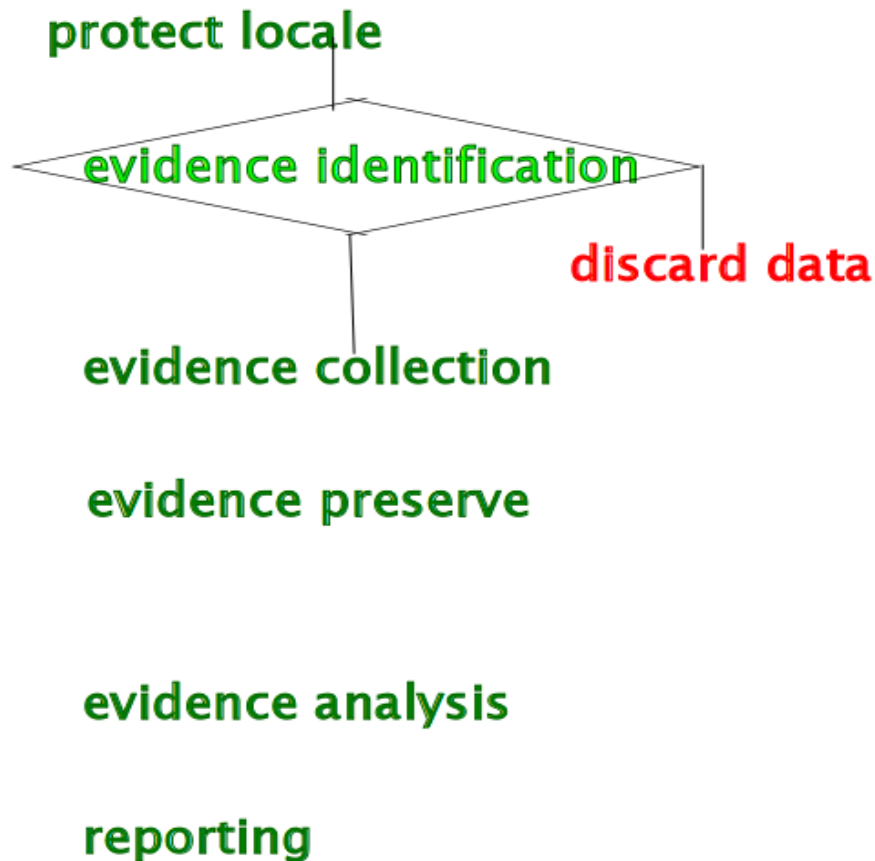 protect locale
evidence identification
discard data
evidence collection
evidence preserve
evidence analysis
reporting